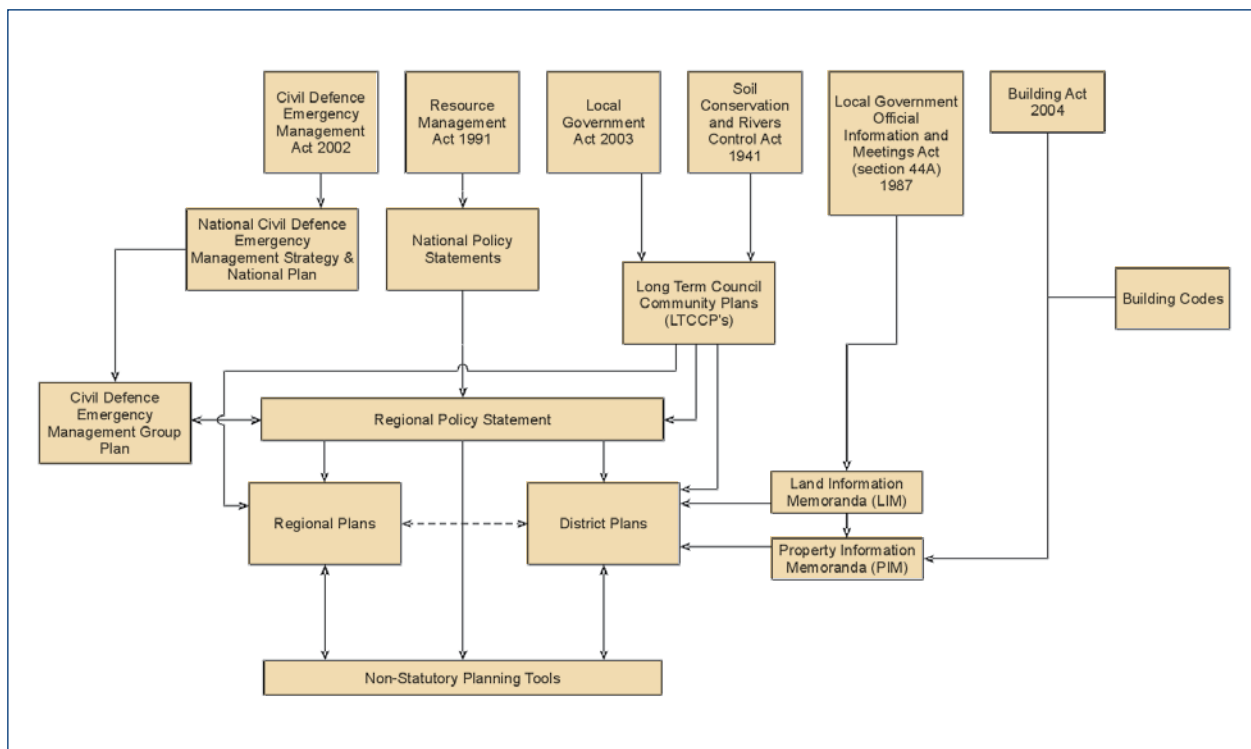 Civil Defence
Emergency
Management
Act 2002
Resource
Management
Act 1991
Local
Government
Act 2003
Soil
Conservation
and Rivers
Control Act
1941
Local Government
Official
Information and
Meetings Act
(section 44A)
1987
Building Act
2004
National Civil Defence
Emergency
Management Strategy &
National Plan
National Policy
Statements
Long Term Council
Community Plans
(LTCCP's)
Building Codes
Civil Defence
Emergency
Management Group
Plan
Regional Policy Statement
Regional Plans
District Plans
Land Information
Memoranda (LIM)
Property Information
Memoranda (PIM)
Non-Statutory Planning Tools